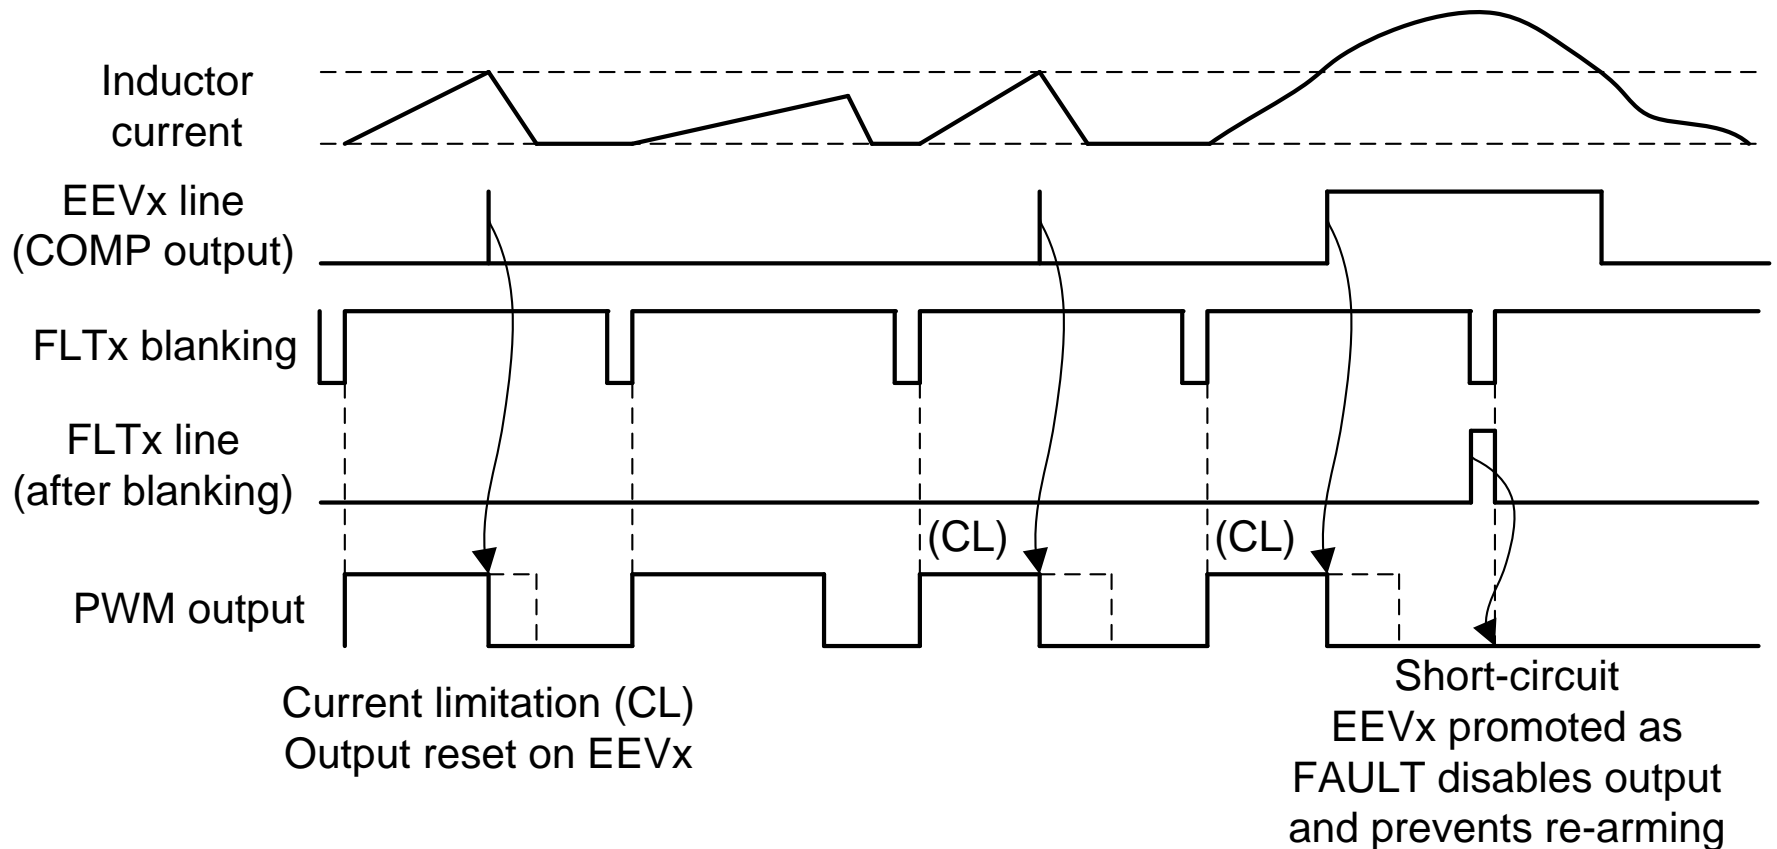 Inductor
current
EEVx line
(COMP output)
FLTx blanking
FLTx line
(after blanking)
(CL)
(CL)
PWM output
Current limitation (CL)
Output reset on EEVx
Short-circuit
EEVx promoted as
FAULT disables output
and prevents re-arming